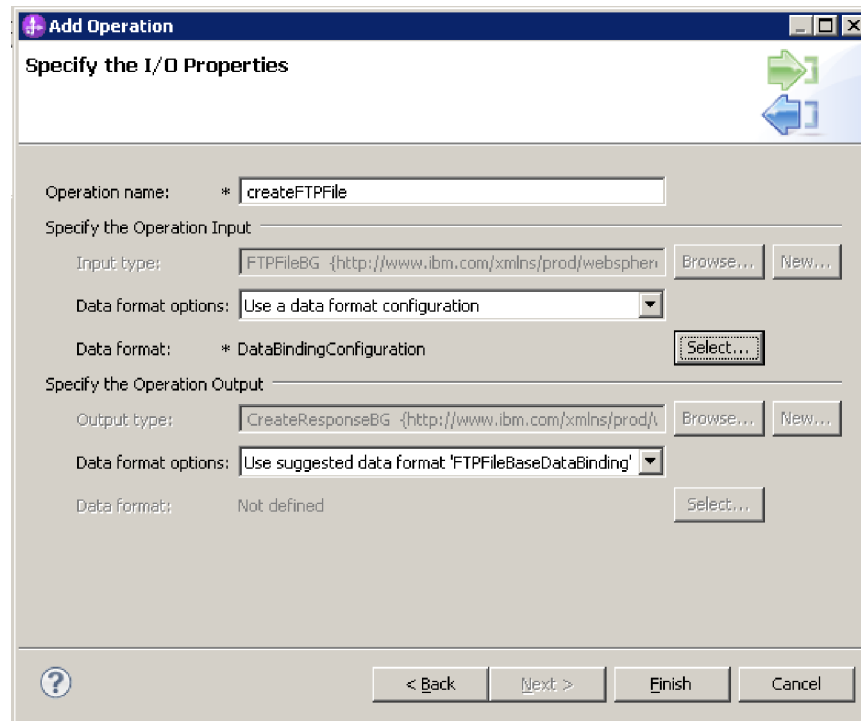 Add Operation
Specify the I/O Properties
Operation name: * createFTPFile
Specify the Operation Input
Input type: FTPFileBG {http://www.ibm.com/xmlns/prod/websphere Browse... New...
Data format options: Use a data format configuration
Data format: * DataBindingConfiguration Select...
Specify the Operation Output
Output type: CreateResponseBG {http://www.ibm.com/xmlns/prod/ Browse... New...
Data format options: Use suggested data format 'FTPFileBaseDataBinding'
Data format: Not defined Select...
? < Back Next > Finish Cancel